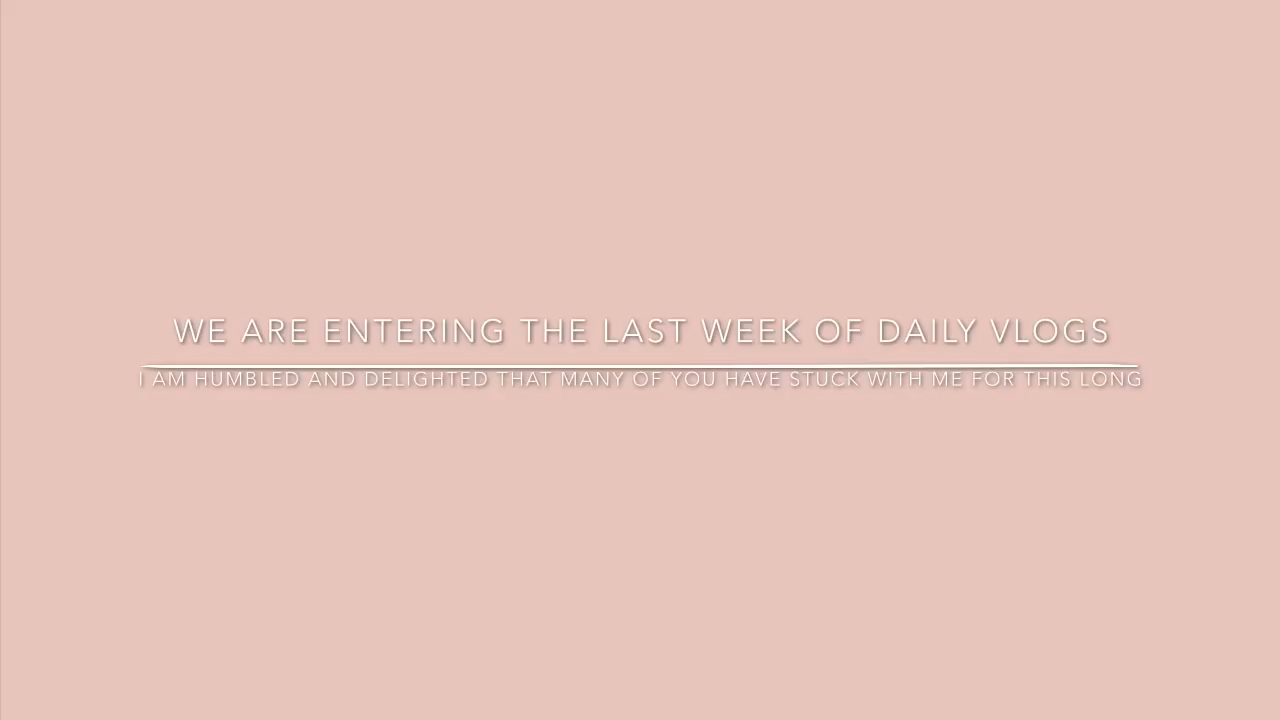 WE ARE ENTERING THE LAST WEEK OF DAILY VLOGS
I AM HUMBLED AND DELIGHTED THAT MANY OF YOU HAVE STUCK WITH ME FOR THIS LONG